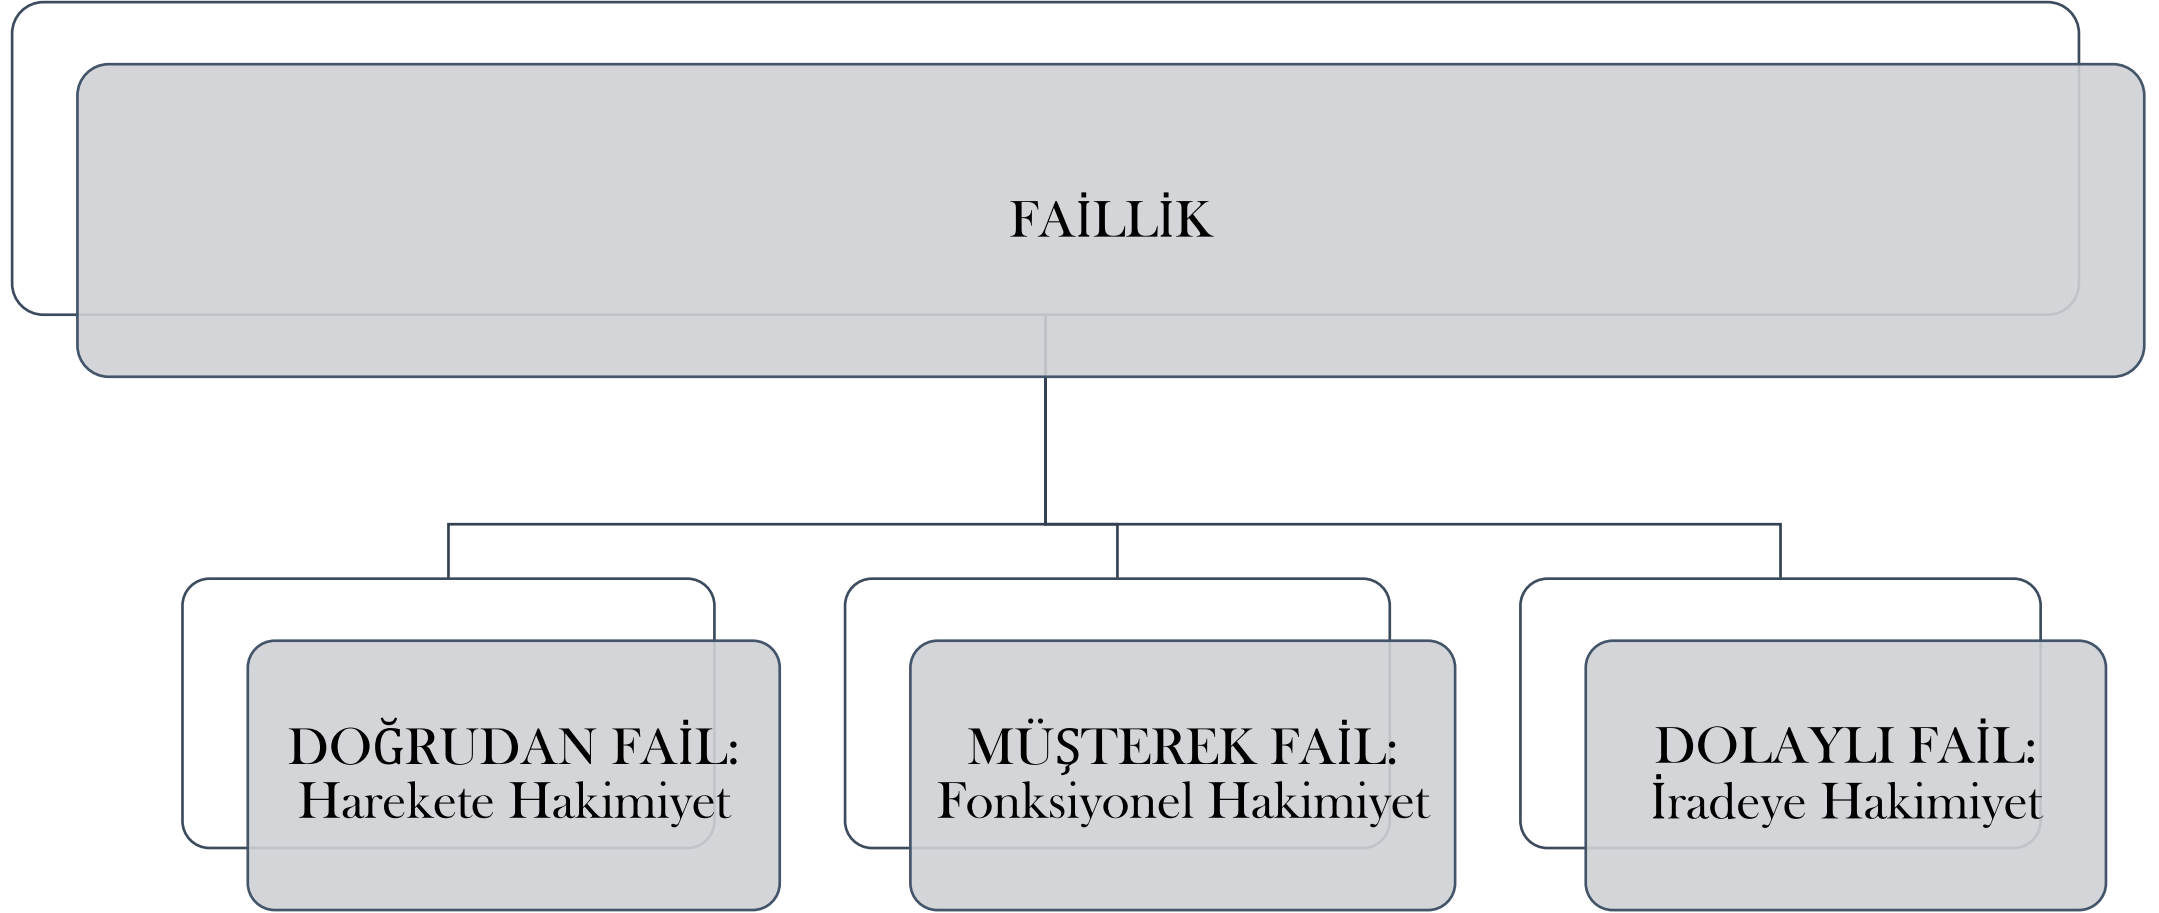 FAİLLİK
DOĞRUDAN FAİL:
Harekete Hakimiyet
MÜŞTEREK FAİL:
Fonksiyonel Hakimiyet
DOLAYLI FAİL:
İradeye Hakimiyet